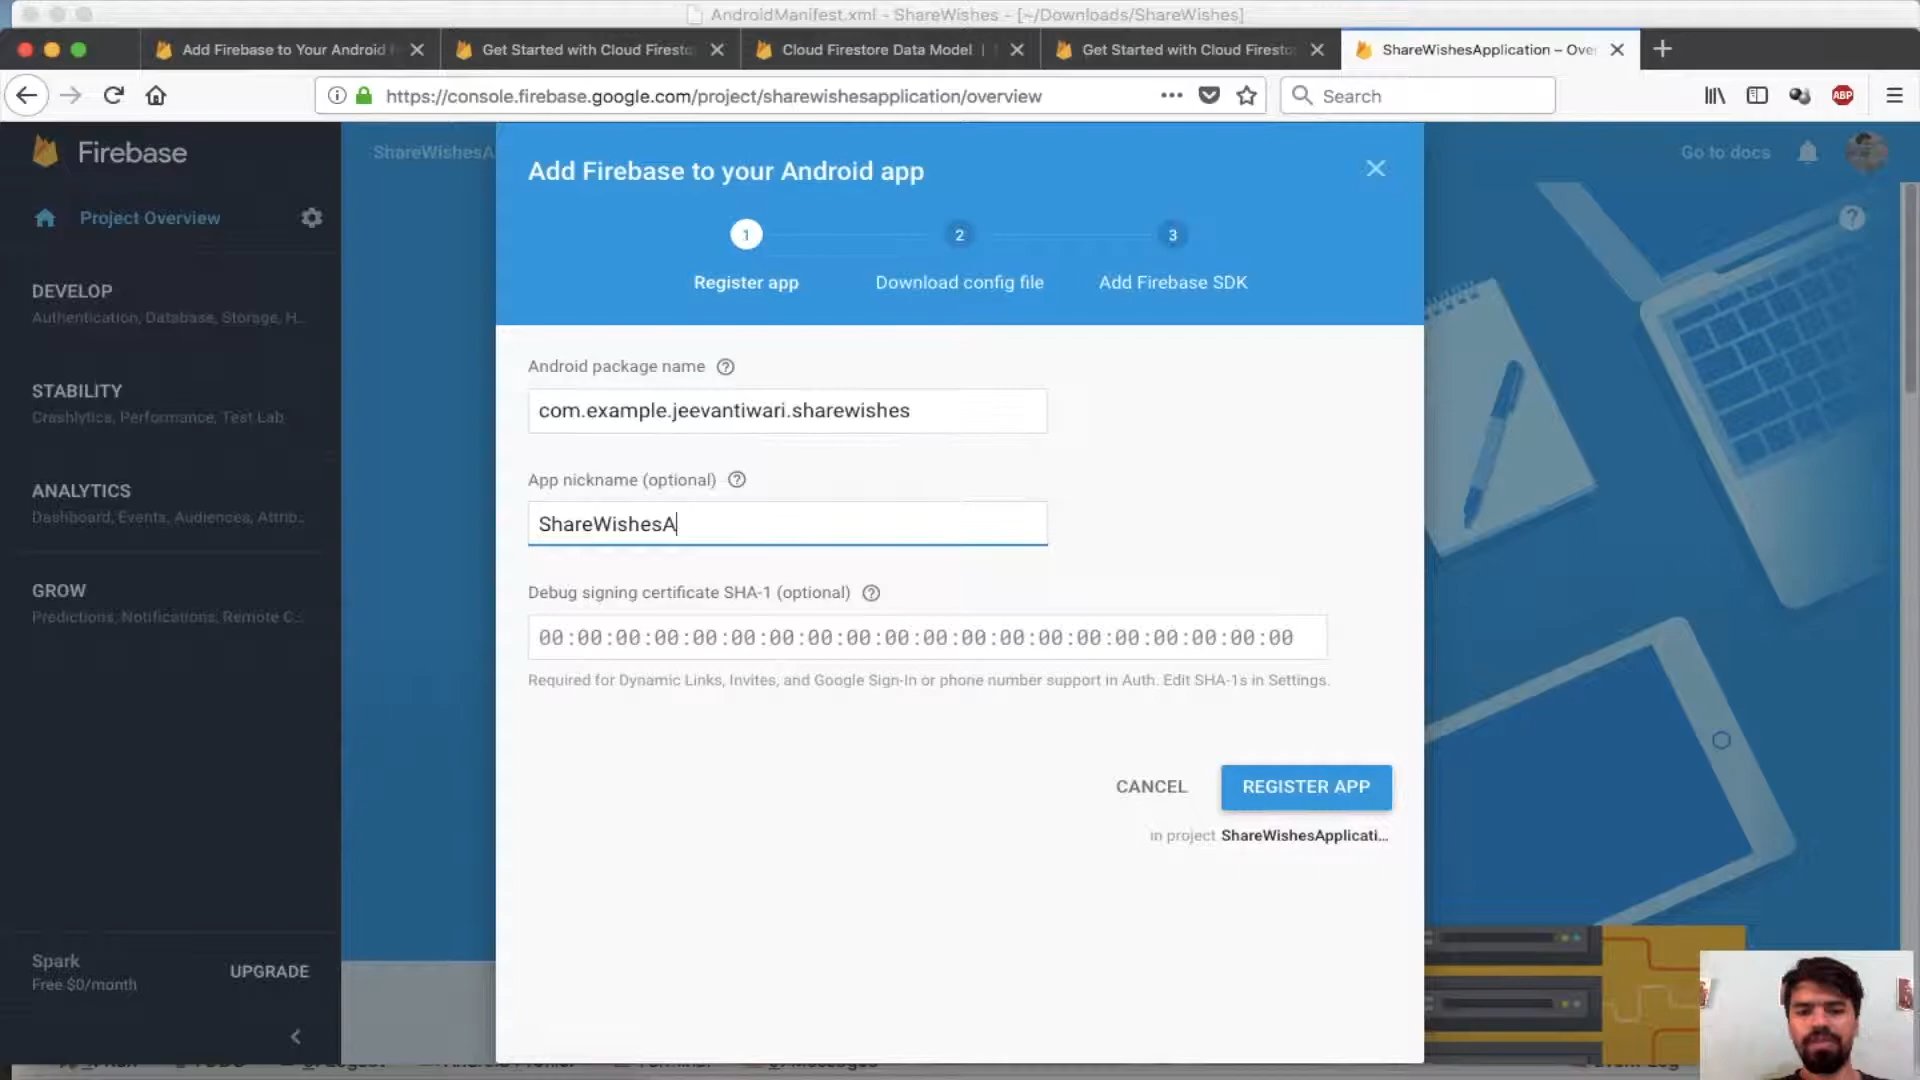 AndroidManifest.xml - ShareWishes - [~/Downloads/ShareWishes]
Add Firebase to Your Android
Get Started with Cloud Firesto
Cloud Firestore Data Model |
Get Started with Cloud Firesto
ShareWishesApplication – Ove
https://console.firebase.google.com/project/sharewishesapplication/overview
Search
ABP
Firebase
ShareWishesA
Go to docs
Project Overview
DEVELOP
Authentication, Database, Storage, H...
STABILITY
Crashlytics, Performance, Test Lab
ANALYTICS
Dashboard, Events, Audiences, Attrib...
GROW
Predictions, Notifications, Remote C...
Spark
Free $0/month
UPGRADE
Add Firebase to your Android app
1
2
3
Register app
Download config file
Add Firebase SDK
Android package name
com.example.jeevantiwari.sharewishes
App nickname (optional)
ShareWishesA
Debug signing certificate SHA-1 (optional)
00:00:00:00:00:00:00:00:00:00:00:00:00:00:00:00:00:00:00:00
Required for Dynamic Links, Invites, and Google Sign-In or phone number support in Auth. Edit SHA-1s in Settings.
CANCEL
REGISTER APP
in project ShareWishesApplicati...